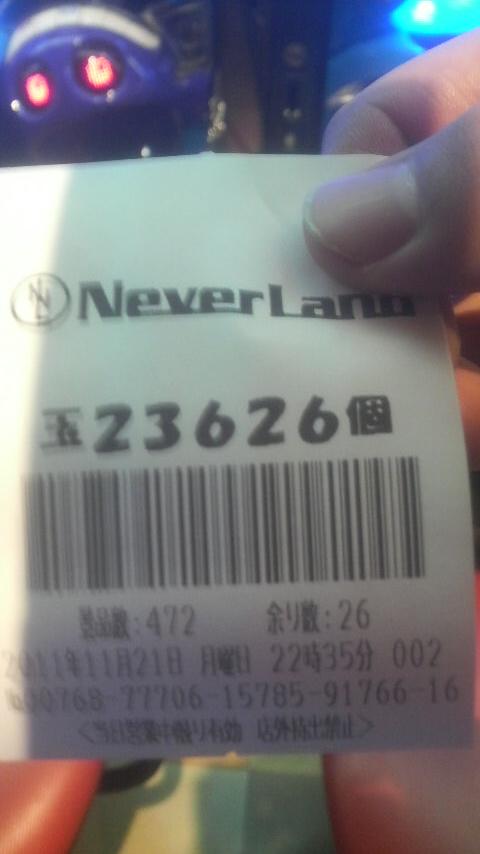 NL NeverLand
玉23626個
景品数:472 余り数:26
2011年11月21日 月曜日 22時35分 002
№00768-77706-15785-91766-16
<当日営業中限り有効 店外持出禁止>